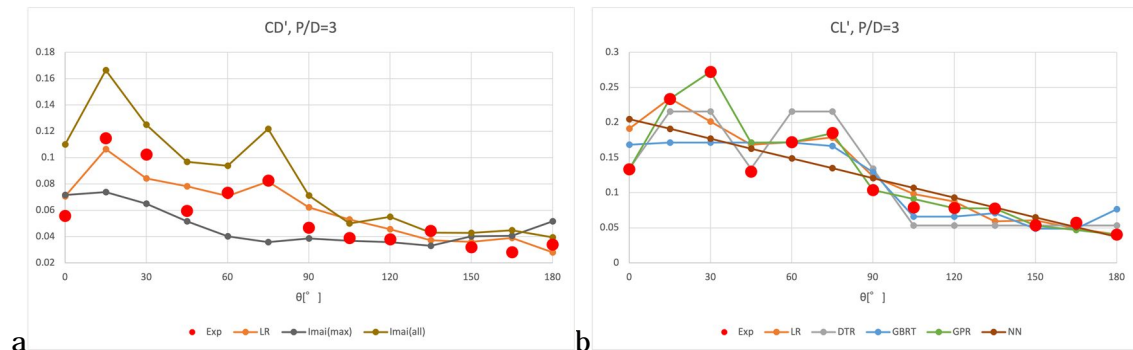 CD', P/D=3
0.18
0.16
0.14
0.12
0.10
0.08
0.06
0.04
0.02
0 30 60 90 120 150 180
θ[° ]
Exp LR Imai(max) Imai(all)
a
CL', P/D=3
0.3
0.25
0.2
0.15
0.1
0.05
0
0 30 60 90 120 150 180
θ[° ]
Exp LR DTR GBRT GPR NN
b